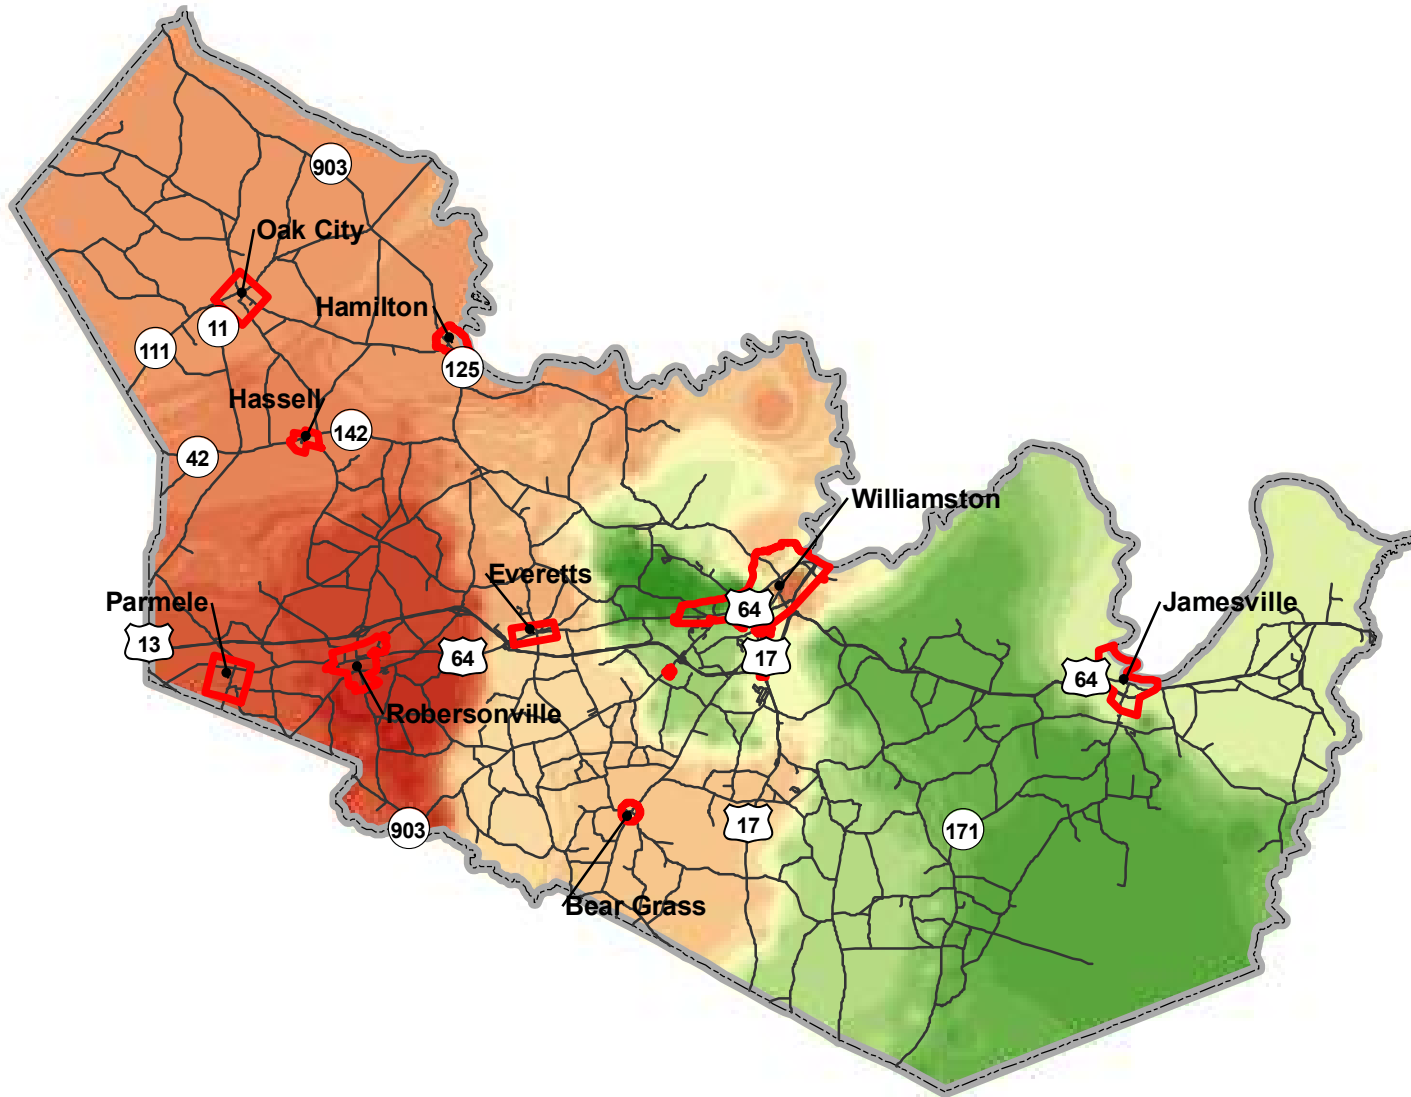 903
Oak City
Hamilton
11
111
125
Hassell
142
42
Williamston
Everetts
Parmele
64
Jamesville
13
64
17
64
Robersonville
17
903
171
Bear Grass